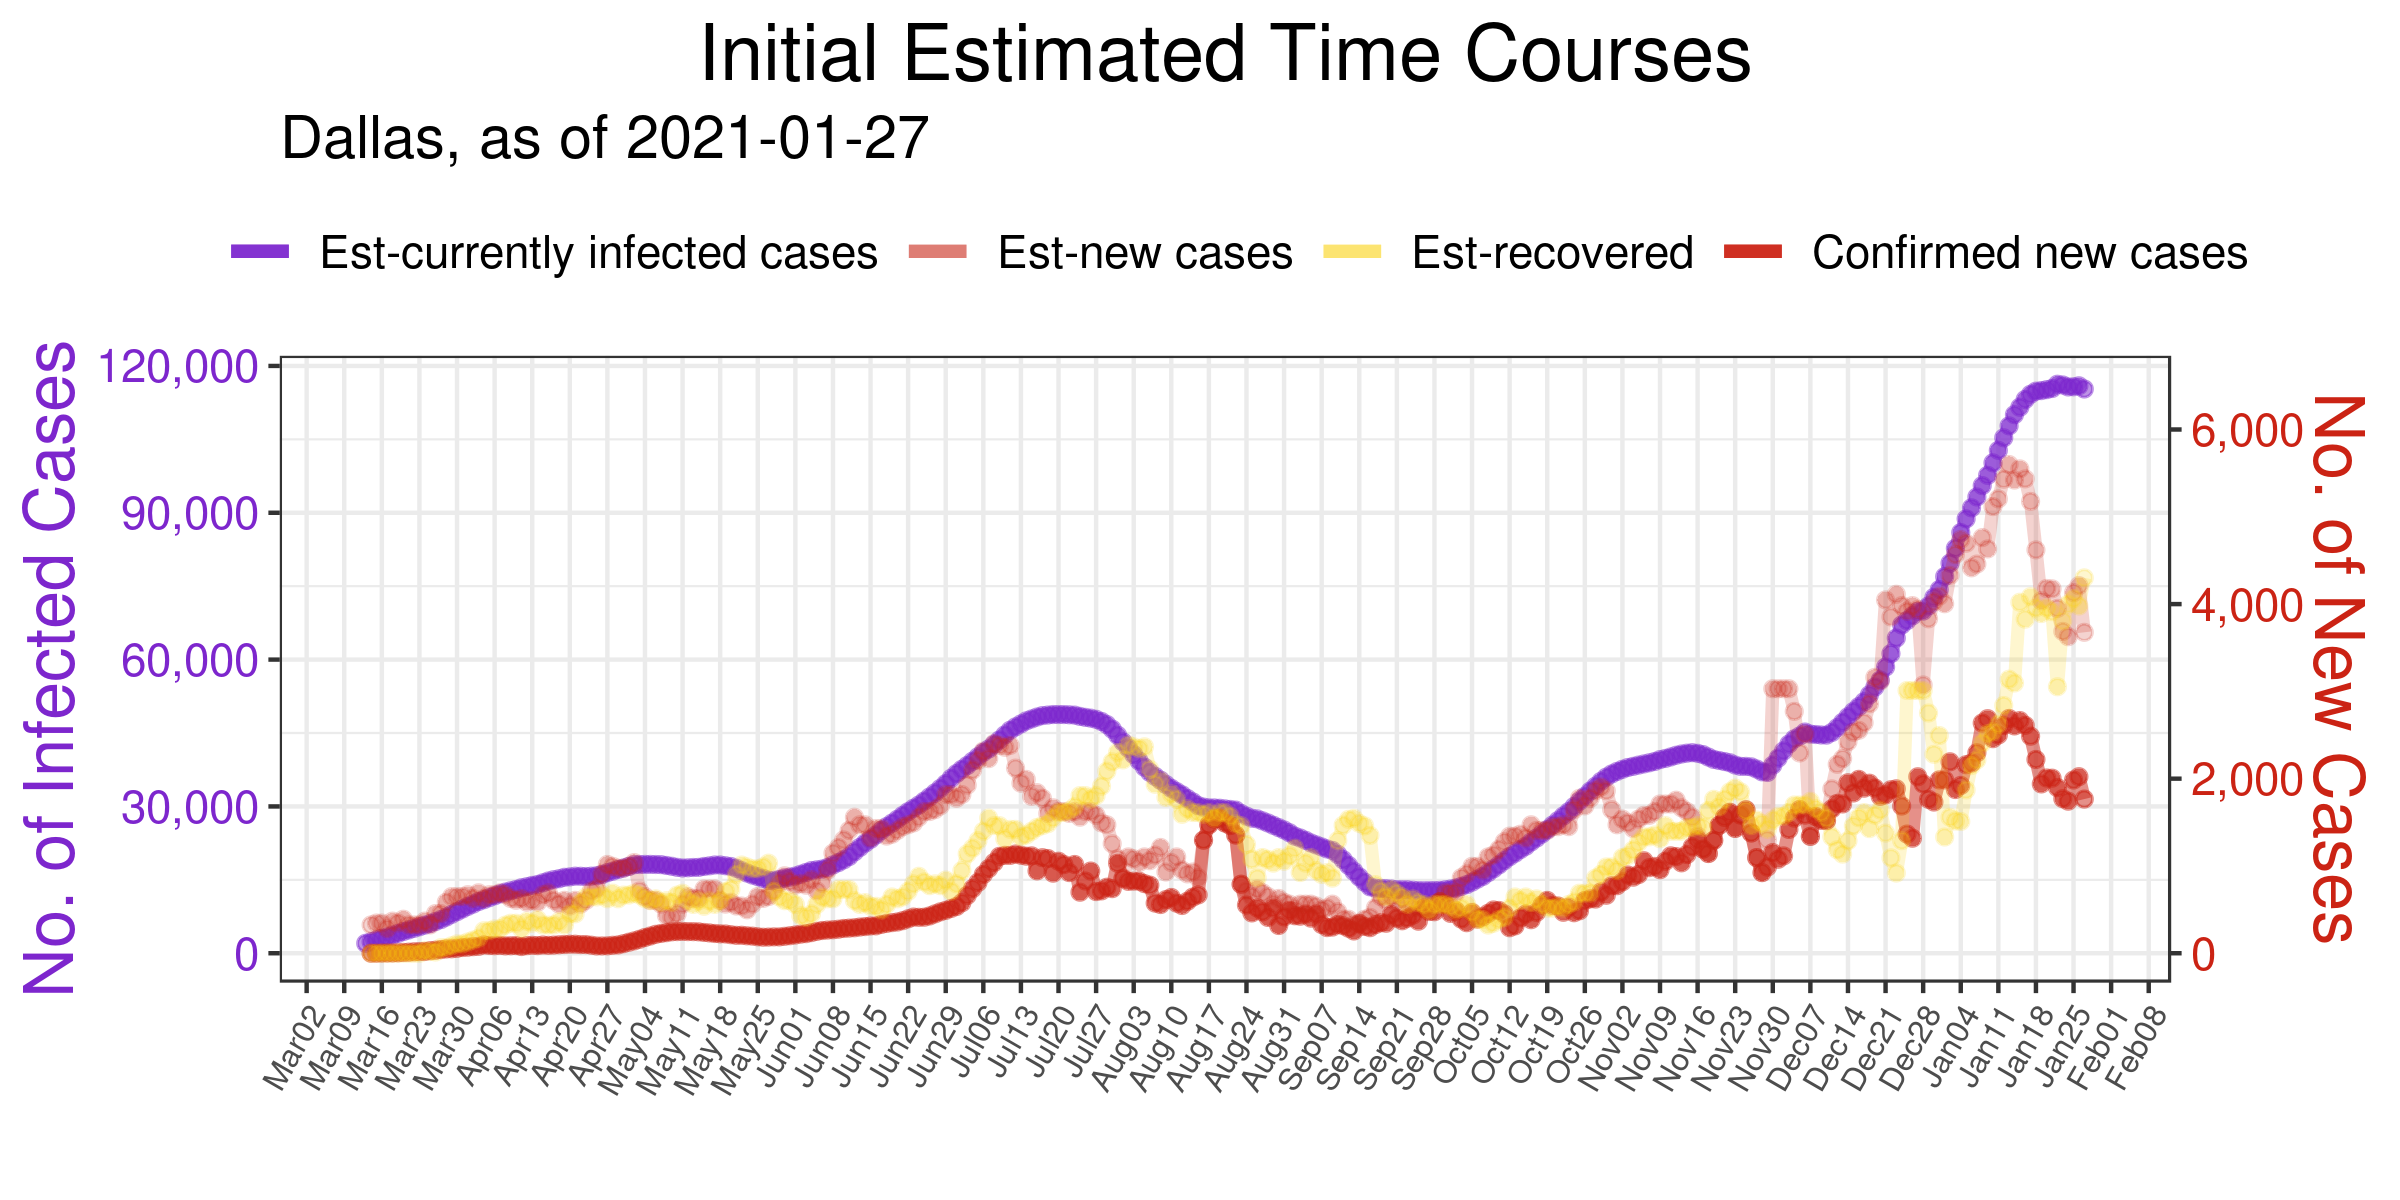 Initial Estimated Time Courses
Dallas, as of 2021-01-27
Est-currently infected cases Est-new cases Est-recovered Confirmed new cases
No. of Infected Cases
120,000
90,000
60,000
30,000
0
6,000
4,000
2,000
0
No. of New Cases
Mar02 Mar09 Mar16 Mar23 Mar30 Apr06 Apr13 Apr20 Apr27 May04 May11 May18 May25 Jun01 Jun08 Jun15 Jun22 Jun29 Jul06 Jul13 Jul20 Jul27 Aug03 Aug10 Aug17 Aug24 Aug31 Sep07 Sep14 Sep21 Sep28 Oct05 Oct12 Oct19 Oct26 Nov02 Nov09 Nov16 Nov23 Nov30 Dec07 Dec14 Dec21 Dec28 Jan04 Jan11 Jan18 Jan25 Feb01 Feb08